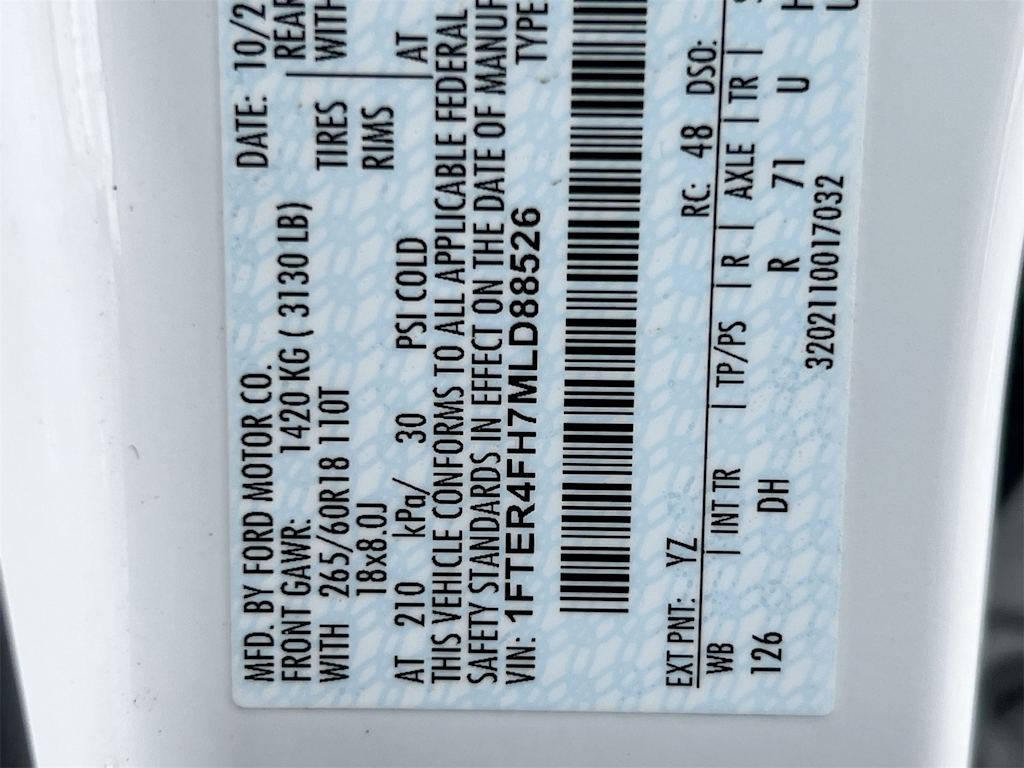 MFD. BY FORD MOTOR CO.
DATE: 10/2
FRONT GAWR: 1420 KG ( 3130 LB)
REAR
WITH 265/60R18 110T
TIRES
WITH
18x8.0J
RIMS
AT 210 kPa/ 30 PSI COLD
AT
THIS VEHICLE CONFORMS TO ALL APPLICABLE FEDERAL
SAFETY STANDARDS IN EFFECT ON THE DATE OF MANUF
VIN: 1FTER4FH7MLD88526
TYPE
EXT PNT: YZ
RC: 48 DSO:
WB | INT TR | TP/PS | R | AXLE | TR |
126 DH R 71 U
3202110017032